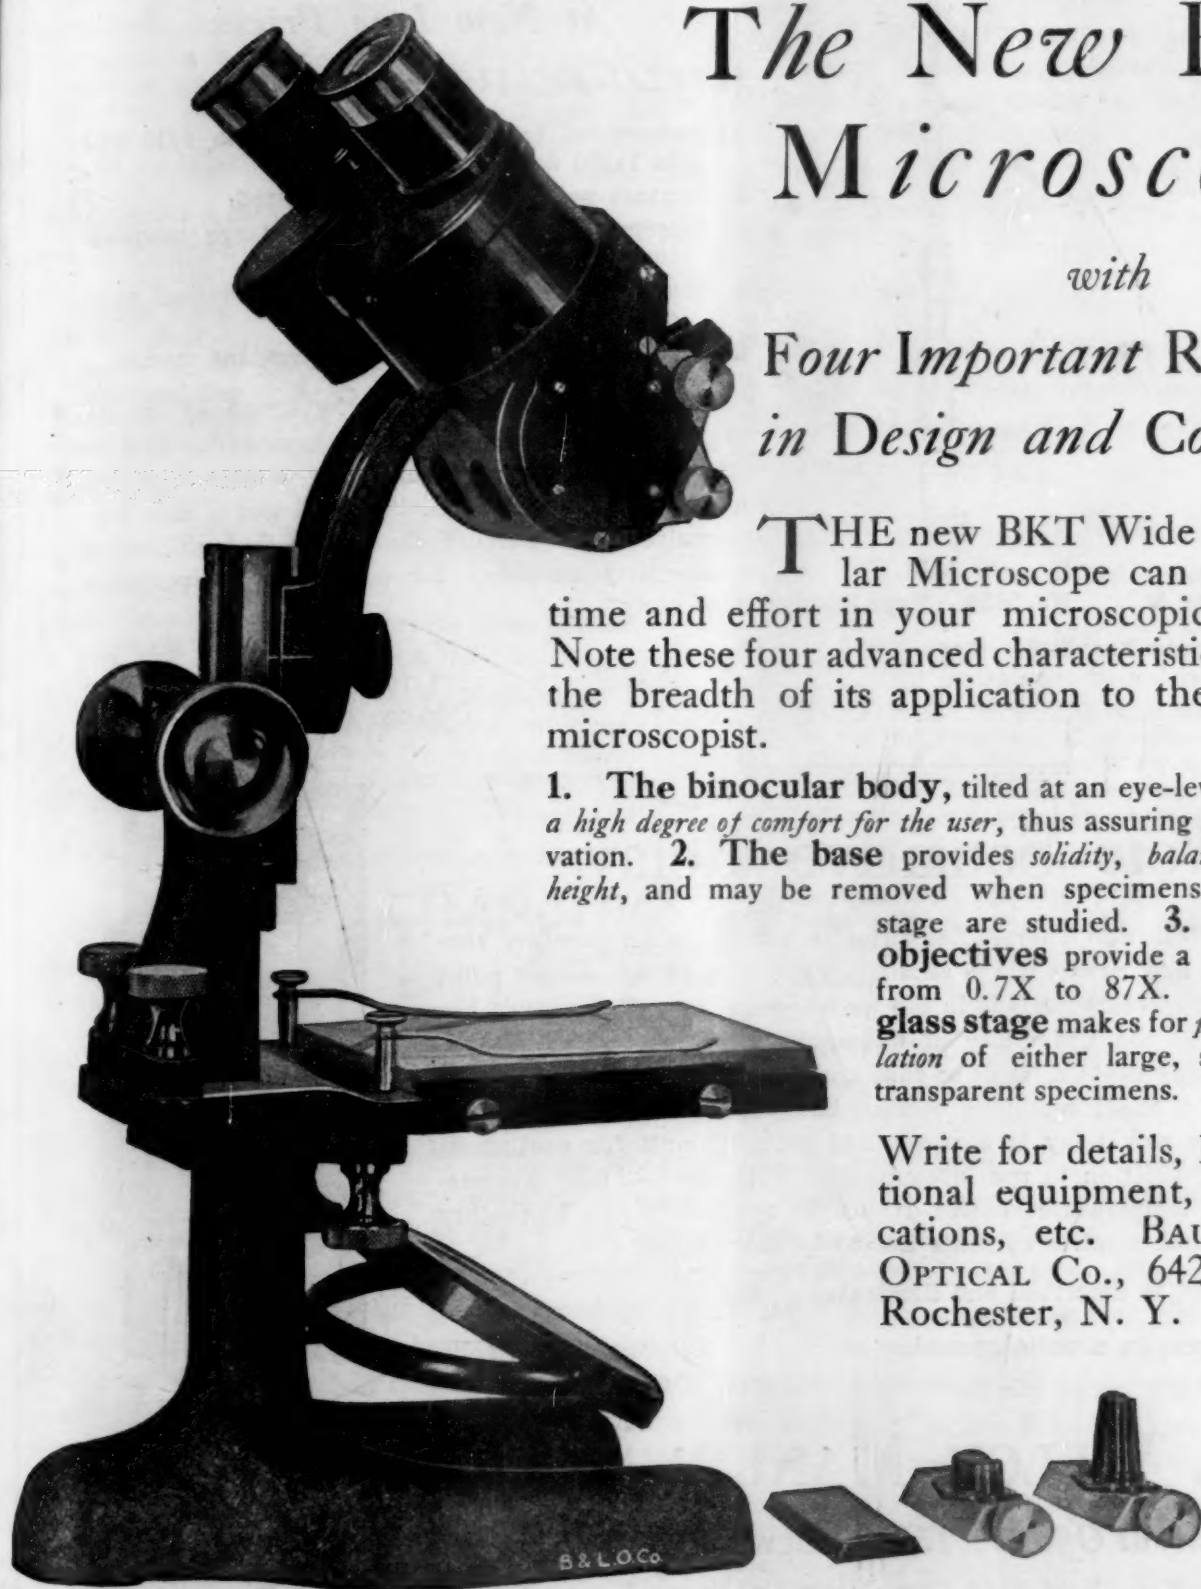 The New
Microsc
with
Four Important R
in Design and Co
THE new BKT Wide
lar Microscope can
time and effort in your microscopic
Note these four advanced characteristi
the breadth of its application to the
microscopist.
1. The binocular body, tilted at an eye-lev
a high degree of comfort for the user, thus assuring
vation. 2. The base provides solidity, bala
height, and may be removed when specimens
stage are studied. 3.
objectives provide a
from 0.7X to 87X.
glass stage makes for
lation of either large,
transparent specimens.
Write for details,
tional equipment,
cations, etc. BAU
OPTICAL Co., 642
Rochester, N. Y.
B & L.O.Co.